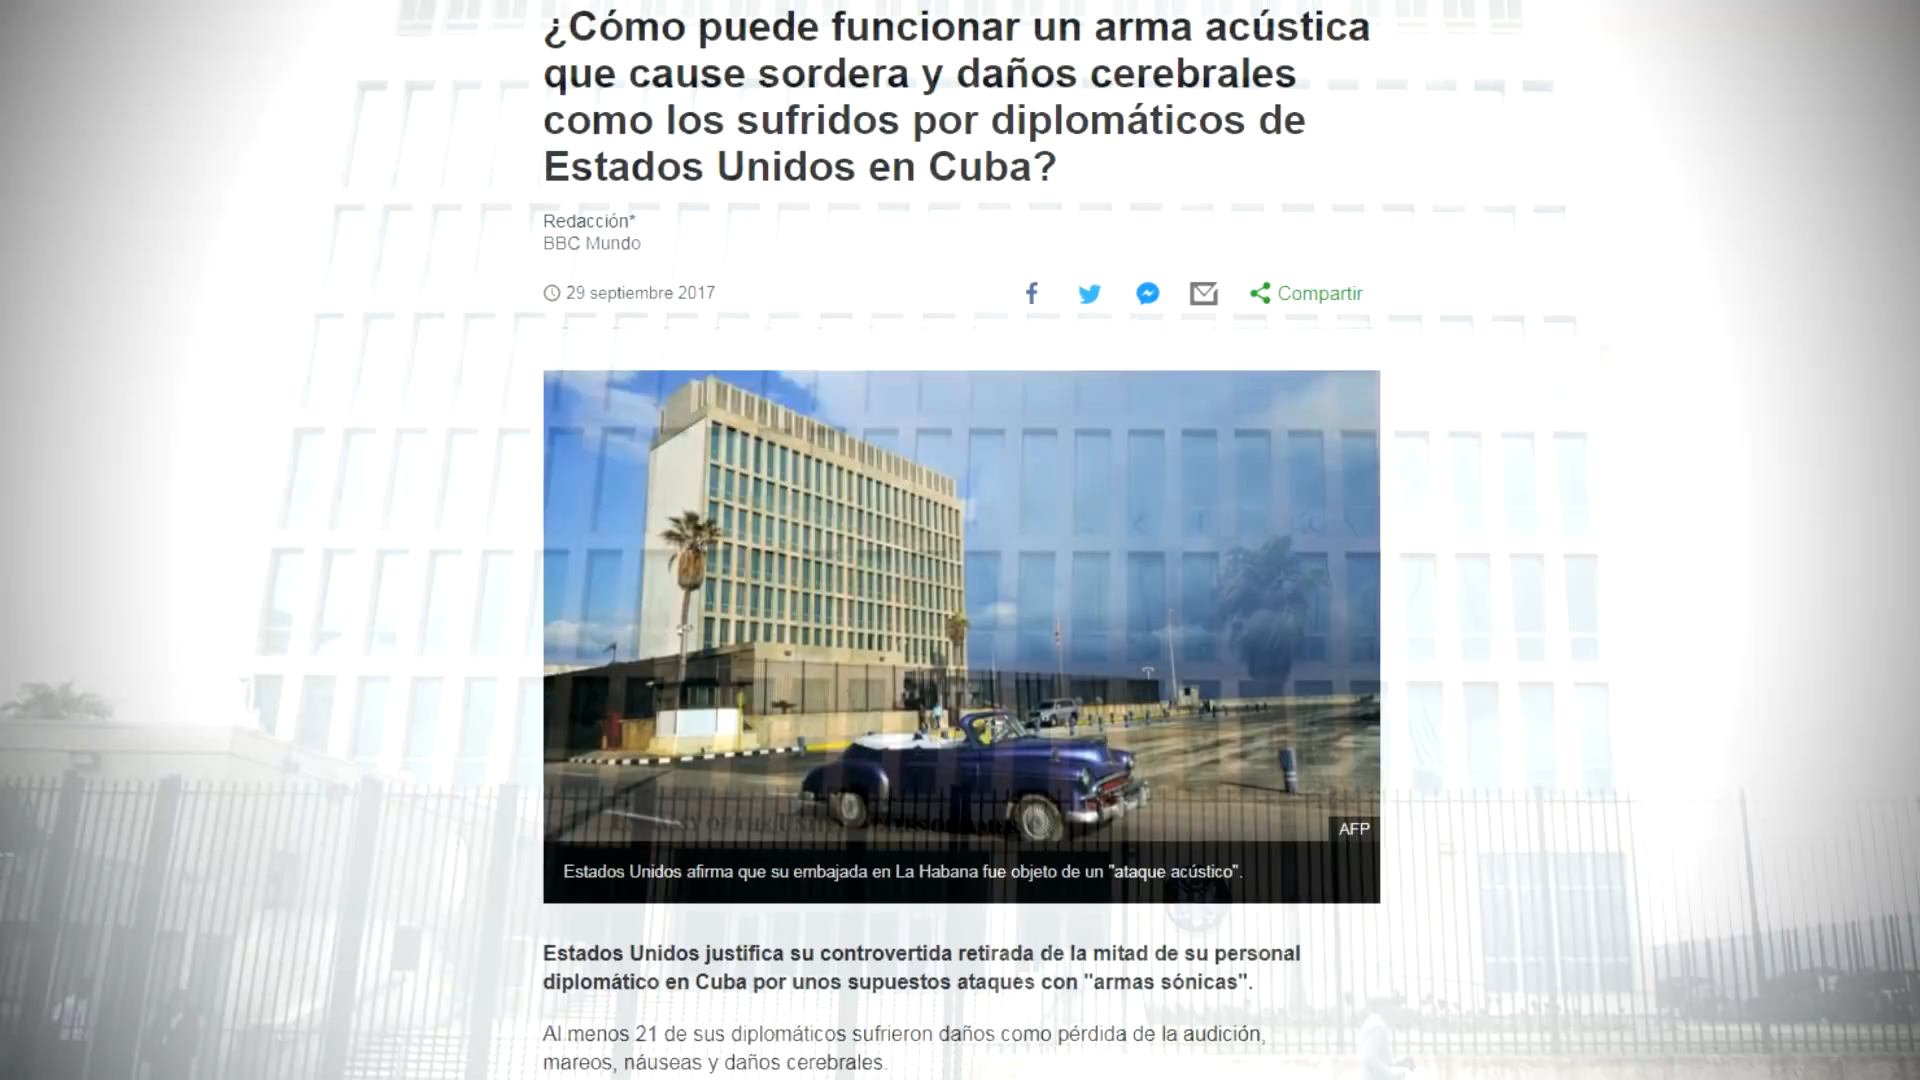 ¿Cómo puede funcionar un arma acústica
que cause sordera y daños cerebrales
como los sufridos por diplomáticos de
Estados Unidos en Cuba?
Redacción*
BBC Mundo
29 septiembre 2017
Compartir
AFP
Estados Unidos afirma que su embajada en La Habana fue objeto de un "ataque acústico".
Estados Unidos justifica su controvertida retirada de la mitad de su personal
diplomático en Cuba por unos supuestos ataques con "armas sónicas".
Al menos 21 de sus diplomáticos sufrieron daños como pérdida de la audición,
mareos, náuseas y daños cerebrales.